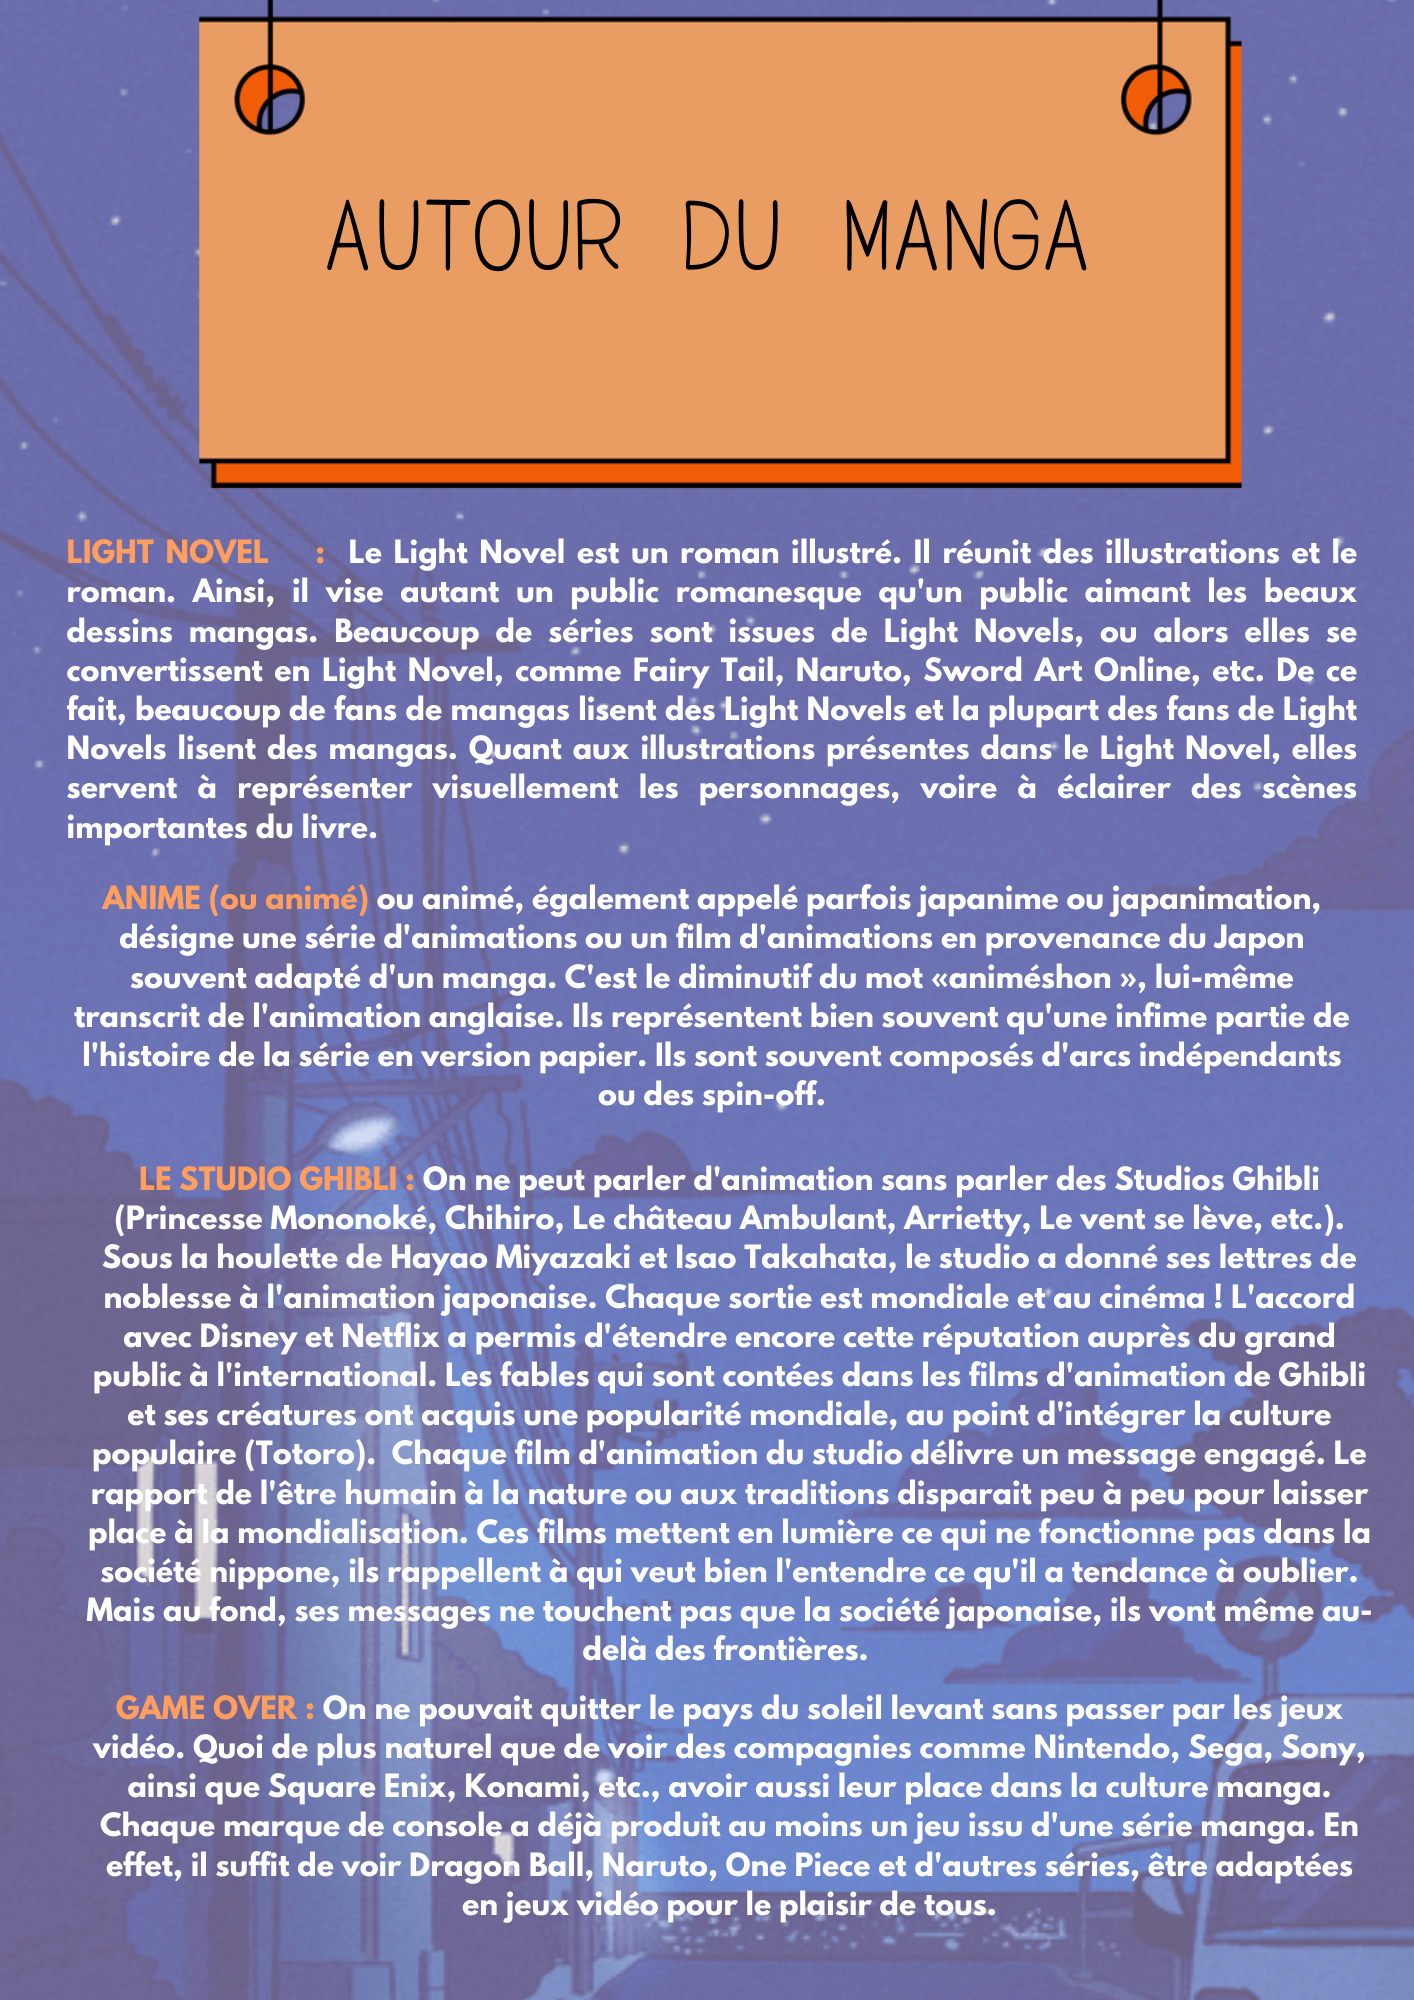 AUTOUR DU MANGA
LIGHT NOVEL : Le Light Novel est un roman illustré. Il réunit des illustrations et le
roman. Ainsi, il vise autant un public romanesque qu'un public aimant les beaux
dessins mangas. Beaucoup de séries sont issues de Light Novels, ou alors elles se
convertissent en Light Novel, comme Fairy Tail, Naruto, Sword Art Online, etc. De ce
fait, beaucoup de fans de mangas lisent des Light Novels et la plupart des fans de Light
Novels lisent des mangas. Quant aux illustrations présentes dans le Light Novel, elles
servent à représenter visuellement les personnages, voire à éclairer des scènes
importantes du livre.
ANIME (ou animé) ou animé, également appelé parfois japanime ou japanimation,
désigne une série d'animations ou un film d'animations en provenance du Japon
souvent adapté d'un manga. C'est le diminutif du mot «animéshon », lui-même
transcrit de l'animation anglaise. Ils représentent bien souvent qu'une infime partie de
l'histoire de la série en version papier. Ils sont souvent composés d'arcs indépendants
ou des spin-off.
LE STUDIO GHIBLI : On ne peut parler d'animation sans parler des Studios Ghibli
(Princesse Mononoké, Chihiro, Le château Ambulant, Arrietty, Le vent se lève, etc.).
Sous la houlette de Hayao Miyazaki et Isao Takahata, le studio a donné ses lettres de
noblesse à l'animation japonaise. Chaque sortie est mondiale et au cinéma ! L'accord
avec Disney et Netflix a permis d'étendre encore cette réputation auprès du grand
public à l'international. Les fables qui sont contées dans les films d'animation de Ghibli
et ses créatures ont acquis une popularité mondiale, au point d'intégrer la culture
populaire (Totoro). Chaque film d'animation du studio délivre un message engagé. Le
rapport de l'être humain à la nature ou aux traditions disparait peu à peu pour laisser
place à la mondialisation. Ces films mettent en lumière ce qui ne fonctionne pas dans la
société nippone, ils rappellent à qui veut bien l'entendre ce qu'il a tendance à oublier.
Mais au fond, ses messages ne touchent pas que la société japonaise, ils vont même au-
delà des frontières.
GAME OVER : On ne pouvait quitter le pays du soleil levant sans passer par les jeux
vidéo. Quoi de plus naturel que de voir des compagnies comme Nintendo, Sega, Sony,
ainsi que Square Enix, Konami, etc., avoir aussi leur place dans la culture manga.
Chaque marque de console a déjà produit au moins un jeu issu d'une série manga. En
effet, il suffit de voir Dragon Ball, Naruto, One Piece et d'autres séries, être adaptées
en jeux vidéo pour le plaisir de tous.